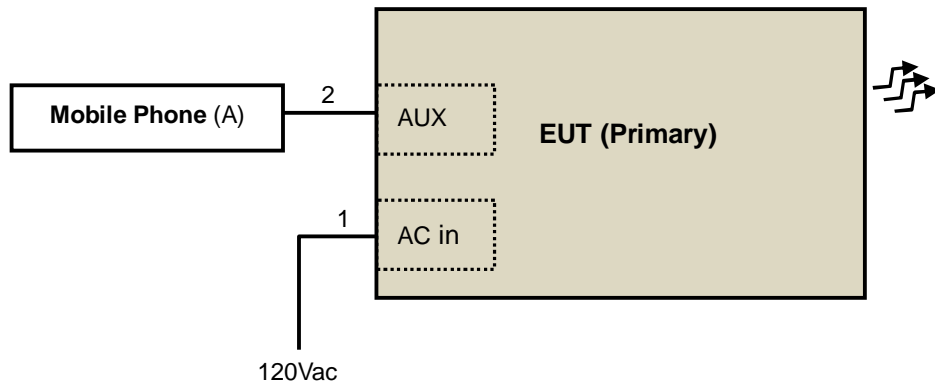 Mobile Phone (A)
2
AUX
EUT (Primary)
1
AC in
120Vac